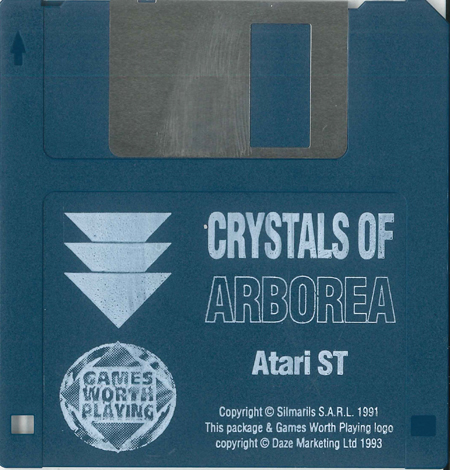 CRYSTALS OF
ARBOREA
Atari ST
GAMES
WORTH
PLAYING
Copyright © Silmarils S.A.R.L. 1991
This package & Games Worth Playing logo
copyright © Daze Marketing Ltd 1993